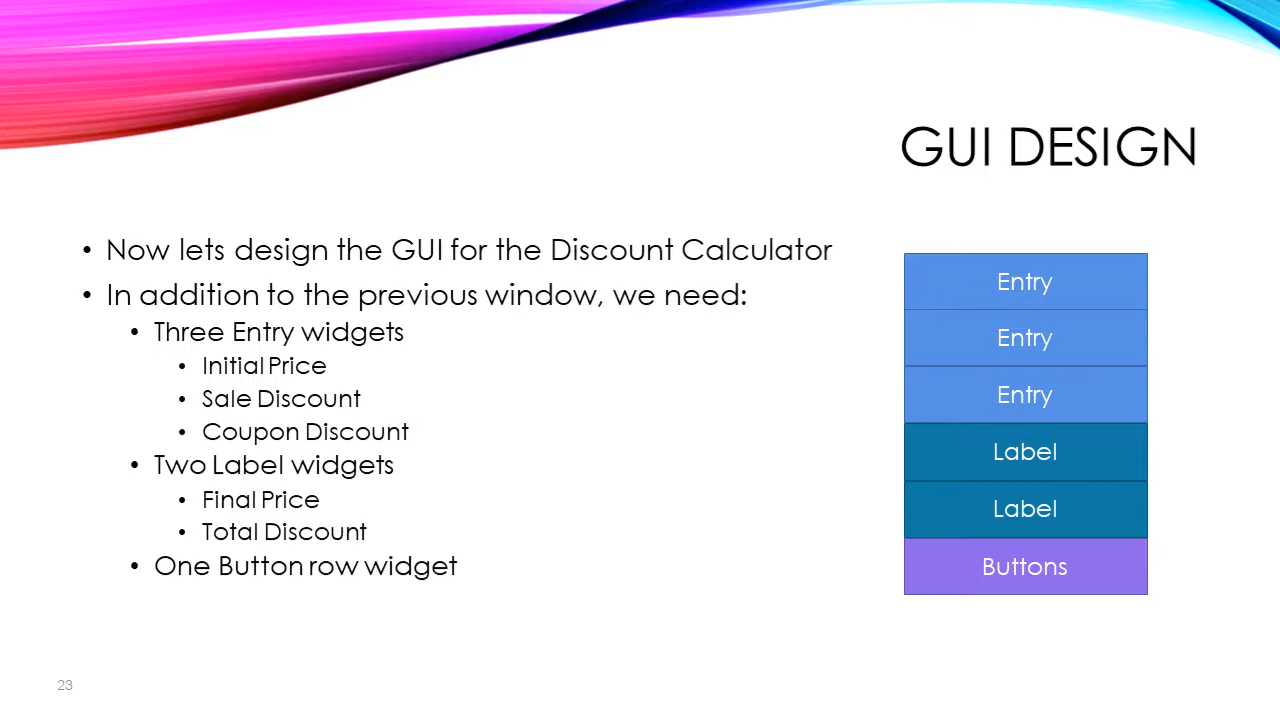 GUI DESIGN
• Now lets design the GUI for the Discount Calculator
• In addition to the previous window, we need:
• Three Entry widgets
• Initial Price
• Sale Discount
• Coupon Discount
• Two Label widgets
• Final Price
• Total Discount
• One Button row widget
Entry
Entry
Entry
Label
Label
Buttons
23